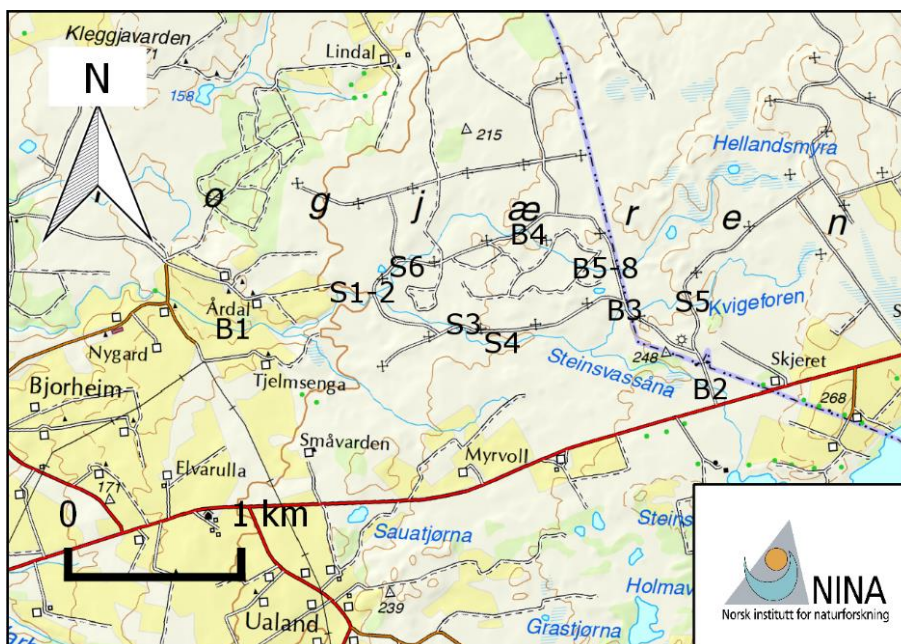 Kleggjavarden
171
N
158
Lindal
215
Hellandsmyra
ø g j æ r e n
B4
S6
B5-8
S1-2
S5
Kvigeforen
Årdal
B1
B3
S3
S4
Nygard
Tjelmsenga
Steinsvassåna
248
Skjeret
B2
Bjorheim
268
Småvarden
Elvarulla
Myrvoll
171
0 1 km
Sauatjørna
Steins
Holmav
239
Ualand
Grastjørna
NINA
Norsk institutt for naturforskning